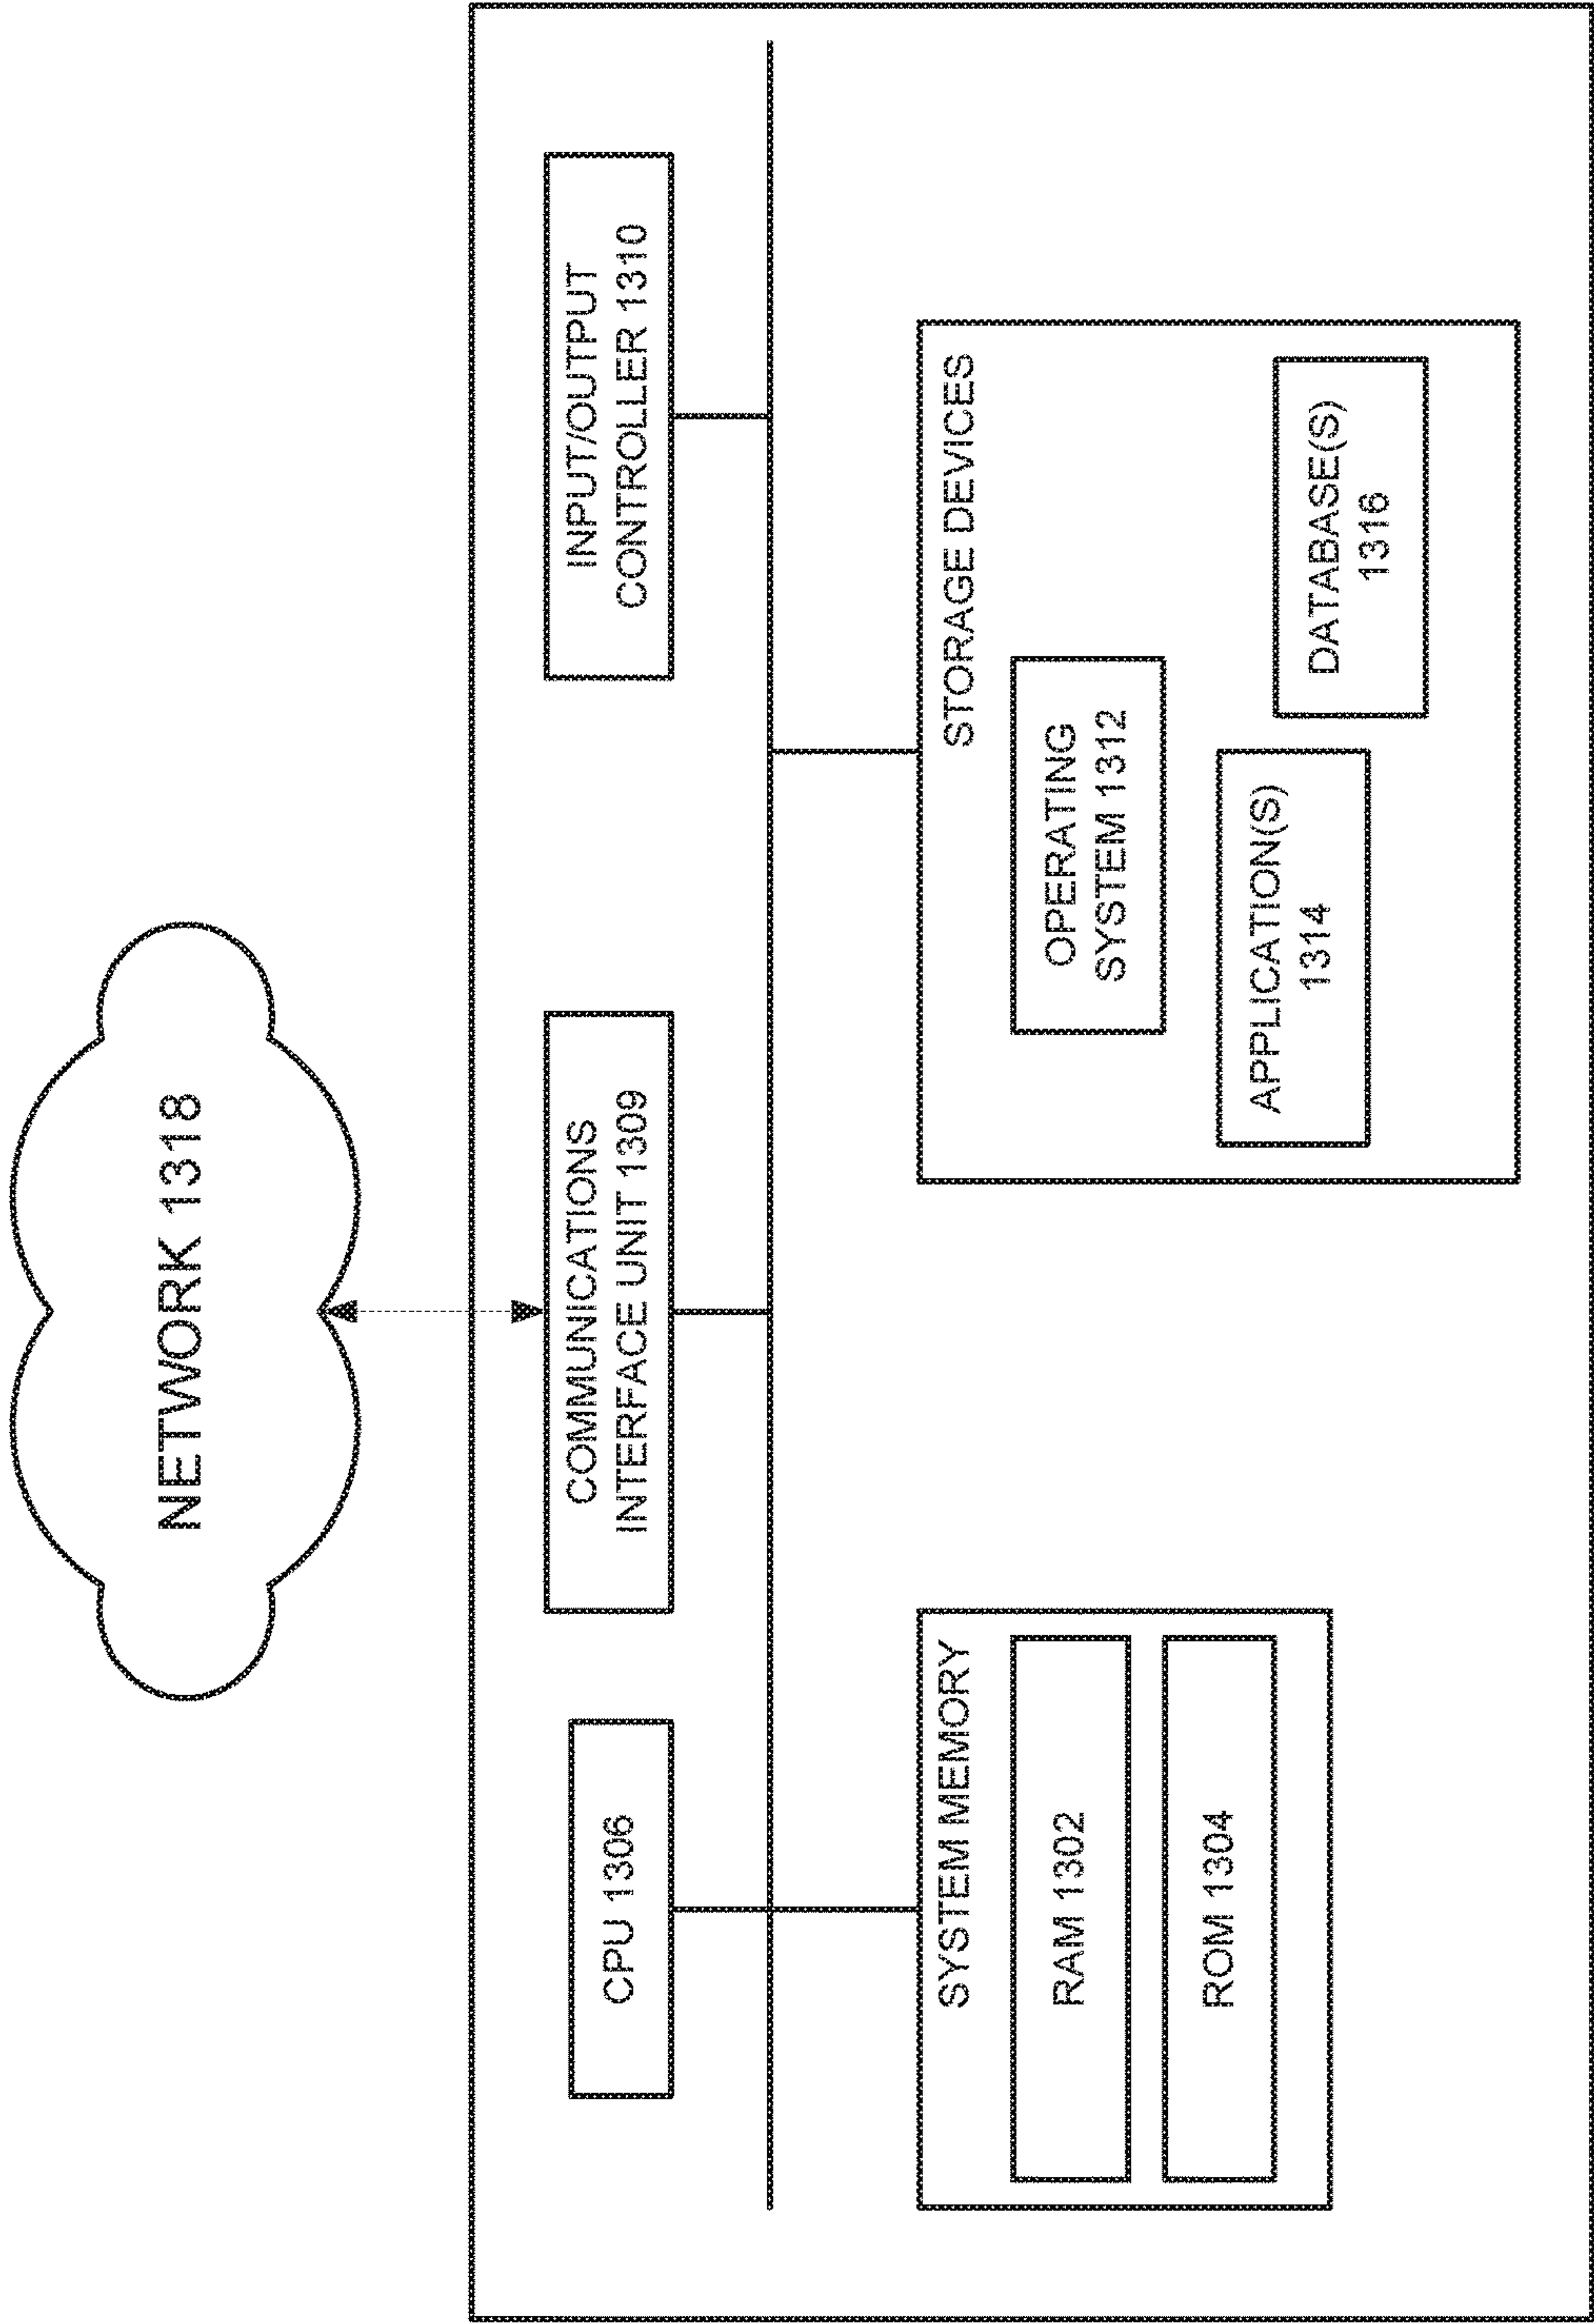 NETWORK 1318
CPU 1306
COMMUNICATIONS
INTERFACE UNIT 1309
INPUT/OUTPUT
CONTROLLER 1310
SYSTEM MEMORY
RAM 1302
ROM 1304
STORAGE DEVICES
OPERATING
SYSTEM 1312
APPLICATION(S)
1314
DATABASE(S)
1316